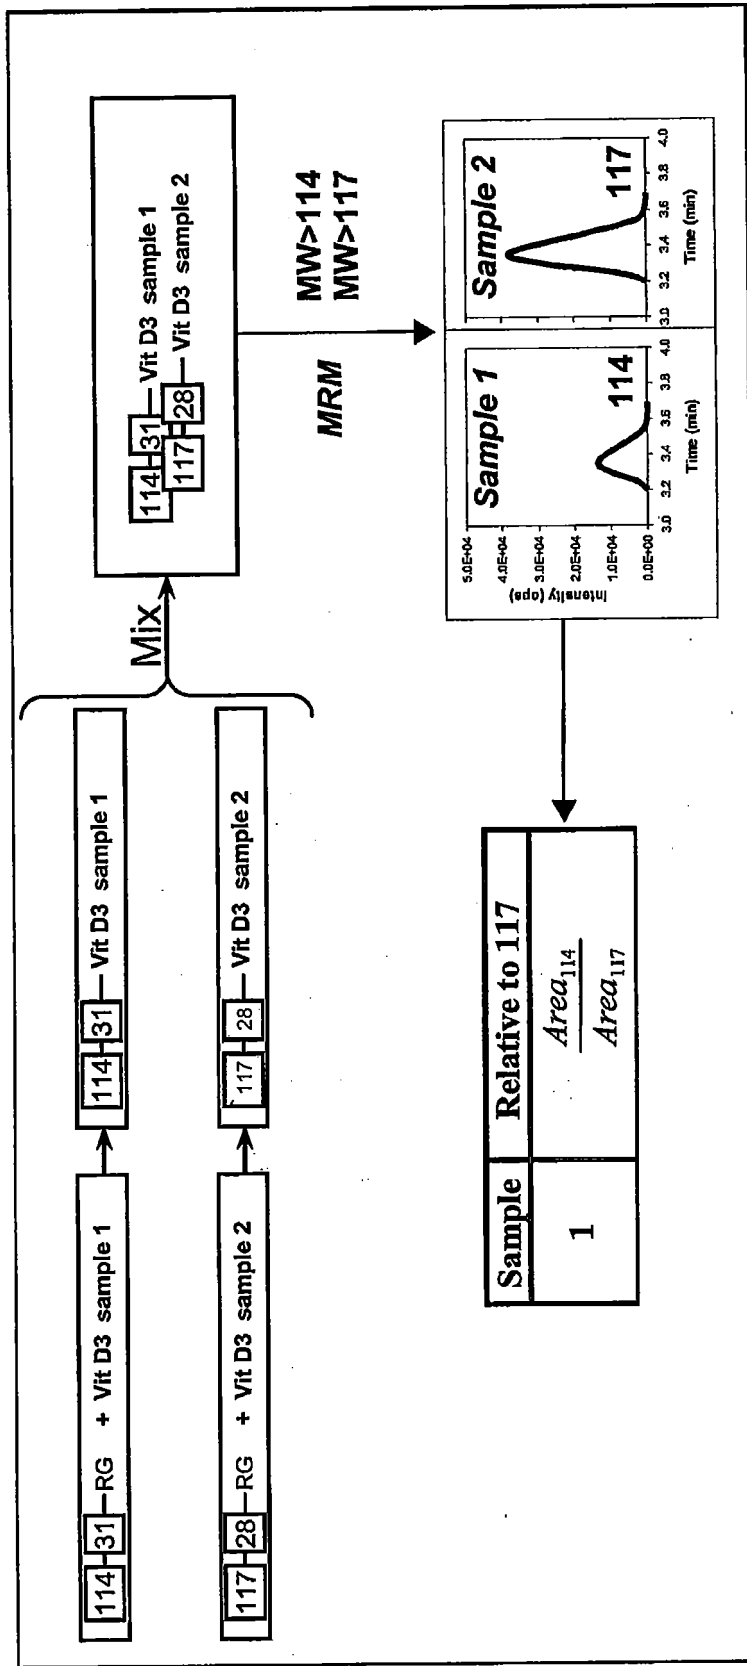 114 31 RG + Vit D3 sample 1
114 31 Vit D3 sample 1
117 28 RG + Vit D3 sample 2
117 28 Vit D3 sample 2
Mix
114 31 Vit D3 sample 1
117 28 Vit D3 sample 2
MRM
MW>114
MW>117
Sample 1
114
Intensity (cps)
5.0E+04
4.0E+04
3.0E+04
2.0E+04
1.0E+04
0.0E+00
3.0 3.2 3.4 3.6 3.8 4.0
Time (min)
Sample 2
117
3.0 3.2 3.4 3.6 3.8 4.0
Time (min)
Sample Relative to 117
1 Area114
Area117